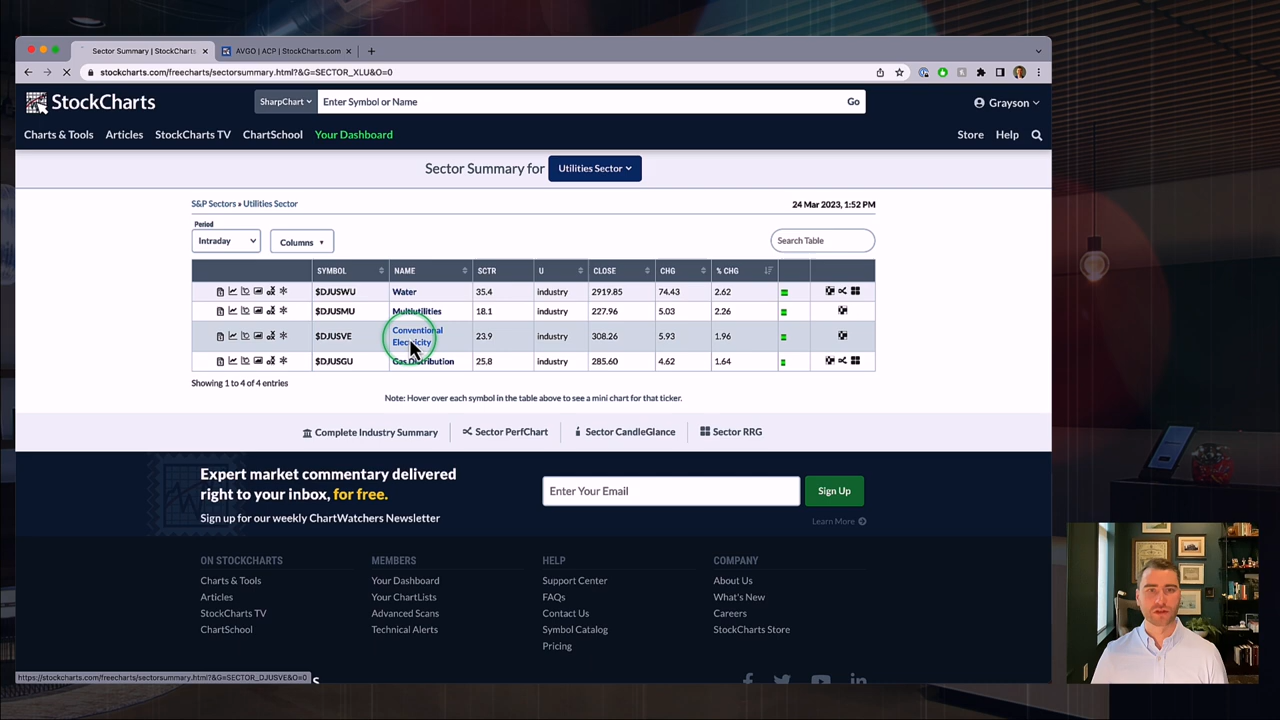 Sector Summary | StockCharts
AVGO | ACP | StockCharts.com
stockcharts.com/freecharts/sectorsummary.html?&G=SECTOR_XLU&O=0
StockCharts
SharpChart
Enter Symbol or Name
Go
Grayson
Charts & Tools
Articles
StockCharts TV
ChartSchool
Your Dashboard
Store
Help
Sector Summary for
Utilities Sector
S&P Sectors » Utilities Sector
24 Mar 2023, 1:52 PM
Period
Intraday
Columns
Search Table
SYMBOL NAME SCTR U CLOSE CHG % CHG
$DJUSWU Water 35.4 industry 2919.85 74.43 2.62
$DJUSMU Multiutilities 18.1 industry 227.96 5.03 2.26
$DJUSVE Conventional Electricity 23.9 industry 308.26 5.93 1.96
$DJUSGU Gas Distribution 25.8 industry 285.60 4.62 1.64
Showing 1 to 4 of 4 entries
Note: Hover over each symbol in the table above to see a mini chart for that ticker.
Complete Industry Summary
Sector PerfChart
Sector CandleGlance
Sector RRG
Expert market commentary delivered
right to your inbox, for free.
Sign up for our weekly ChartWatchers Newsletter
Enter Your Email
Sign Up
Learn More
ON STOCKCHARTS
Charts & Tools
Articles
StockCharts TV
ChartSchool
MEMBERS
Your Dashboard
Your ChartLists
Advanced Scans
Technical Alerts
HELP
Support Center
FAQs
Contact Us
Symbol Catalog
Pricing
COMPANY
About Us
What's New
Careers
StockCharts Store
https://stockcharts.com/freecharts/sectorsummary.html?&G=SECTOR_DJUSVE&O=0